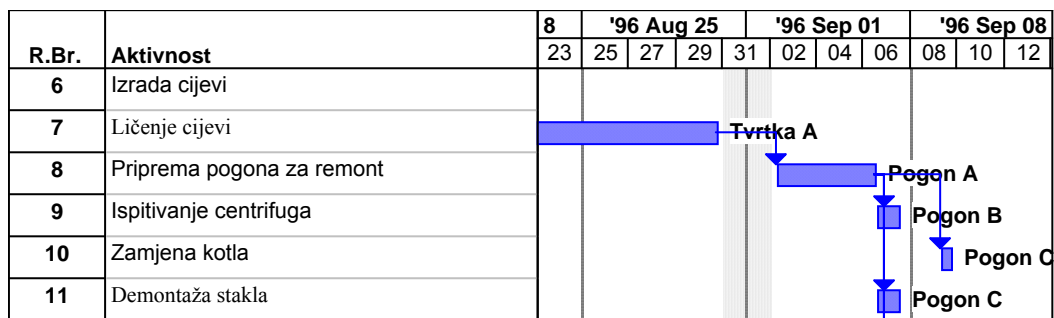 8 '96 Aug 25 '96 Sep 01 '96 Sep 08
R.Br. Aktivnost 23 25 27 29 31 02 04 06 08 10 12
6 Izrada cijevi
7 Ličenje cijevi Tvrtka A
8 Priprema pogona za remont Pogon A
9 Ispitivanje centrifuga Pogon B
10 Zamjena kotla Pogon C
11 Demontaža stakla Pogon C